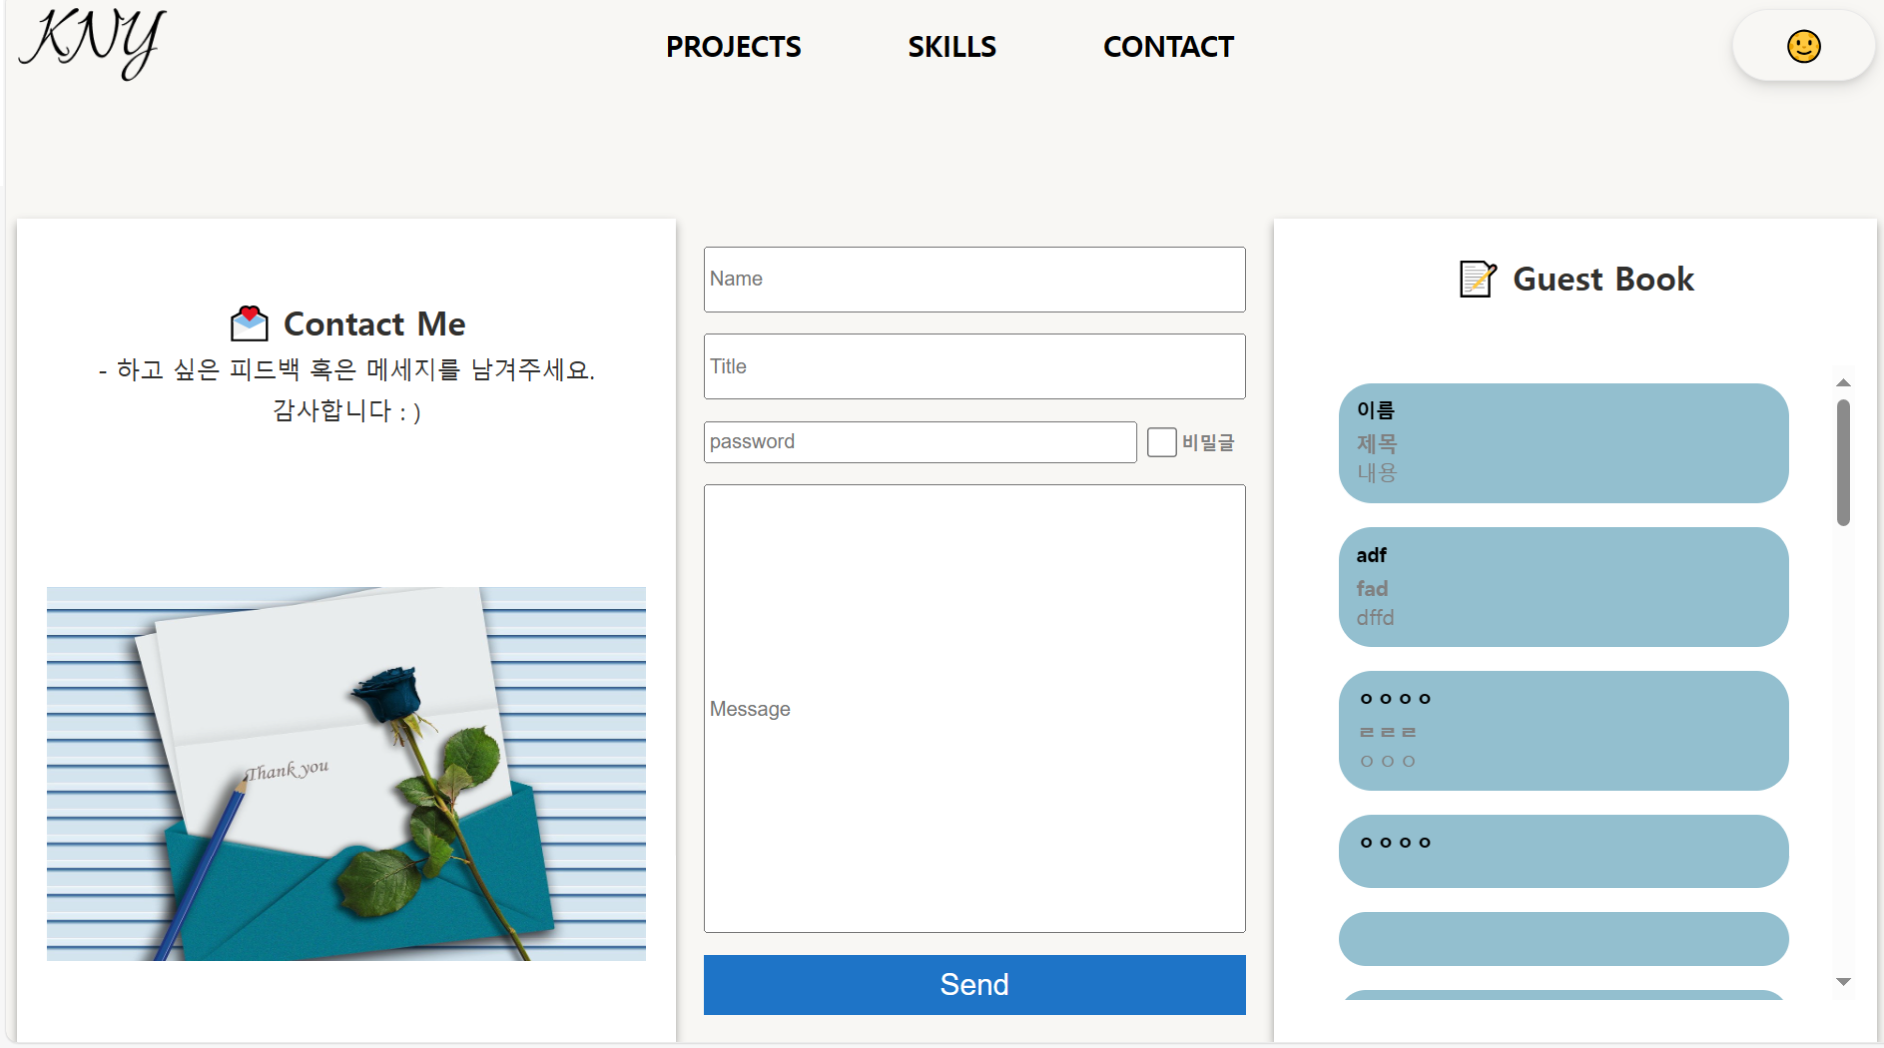 KNY
PROJECTS
SKILLS
CONTACT
Contact Me
- 하고 싶은 피드백 혹은 메세지를 남겨주세요.
감사합니다 : )
Thank you
Name
Title
password
비밀글
Message
Send
Guest Book
이름
제목
내용
adf
fad
dffd
ㅇㅇㅇㅇ
ㄹㄹㄹ
ㅇㅇㅇ
ㅇㅇㅇㅇ